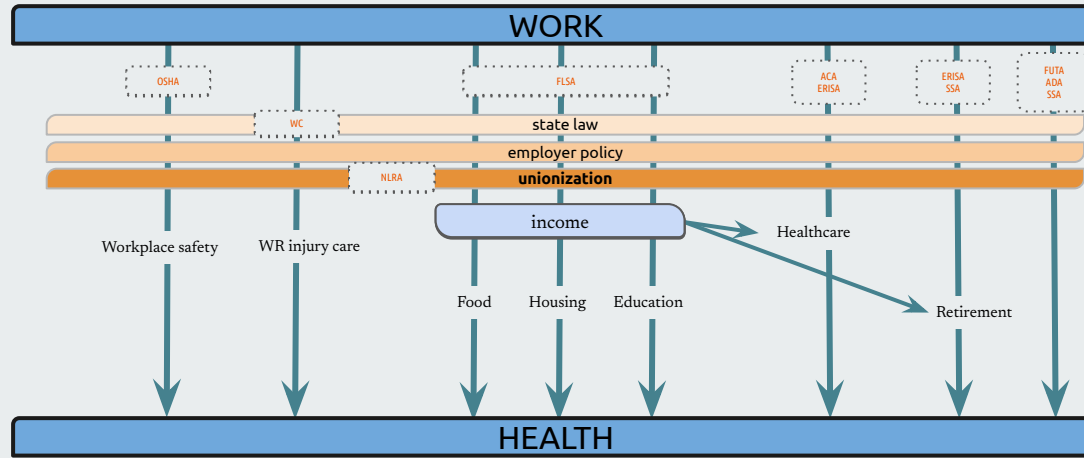 WORK
OSHA
FLSA
ACA
ERISA
ERISA
SSA
FUTA
ADA
SSA
WC
state law
employer policy
NLRA
unionization
income
Workplace safety
WR injury care
Healthcare
Food
Housing
Education
Retirement
HEALTH